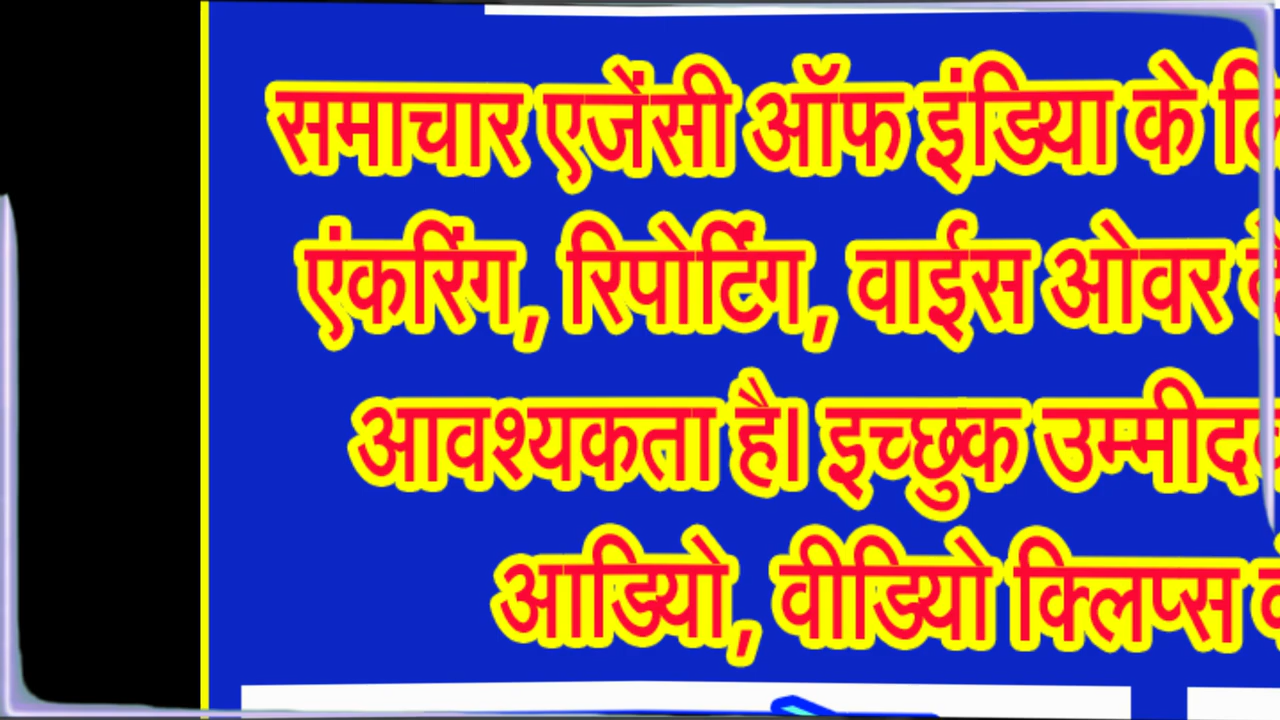 समाचार एजेंसी ऑफ इंडिया के
एंकरिंग, रिपोर्टिंग, वाईस ओवर
आवश्यकता है। इच्छुक
आडियो, वीडियो क्लिप्स